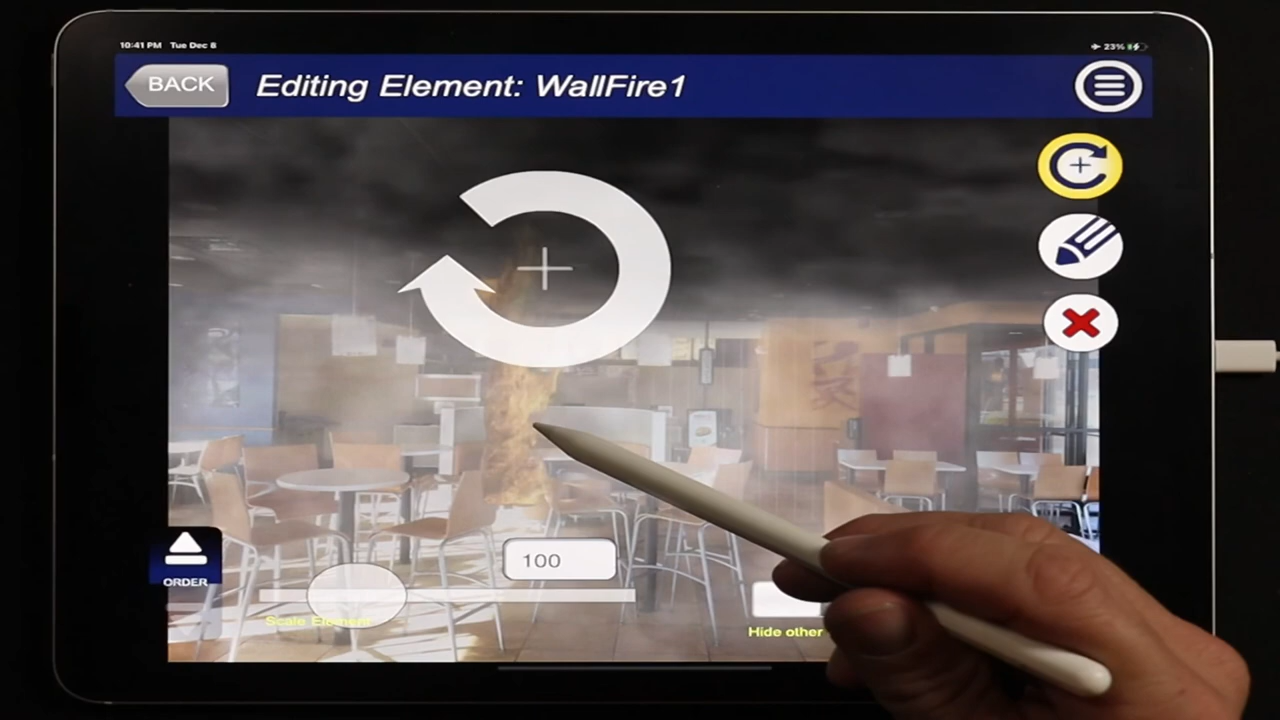 10:41 PM Tue Dec 8
23%
BACK
Editing Element: WallFire1
100
ORDER
Scale Element
Hide other